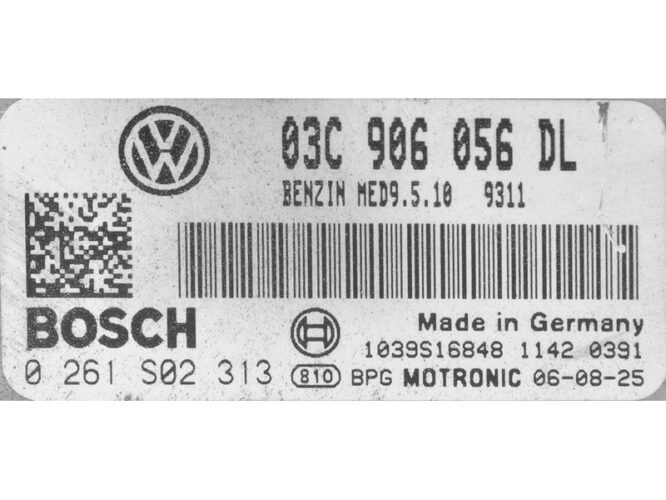 03C 906 056 DL
BENZIN MED9.5.10 9311
BOSCH
Made in Germany
1039S16848 1142 0391
0 261 S02 313 810 BPG MOTRONIC 06-08-25